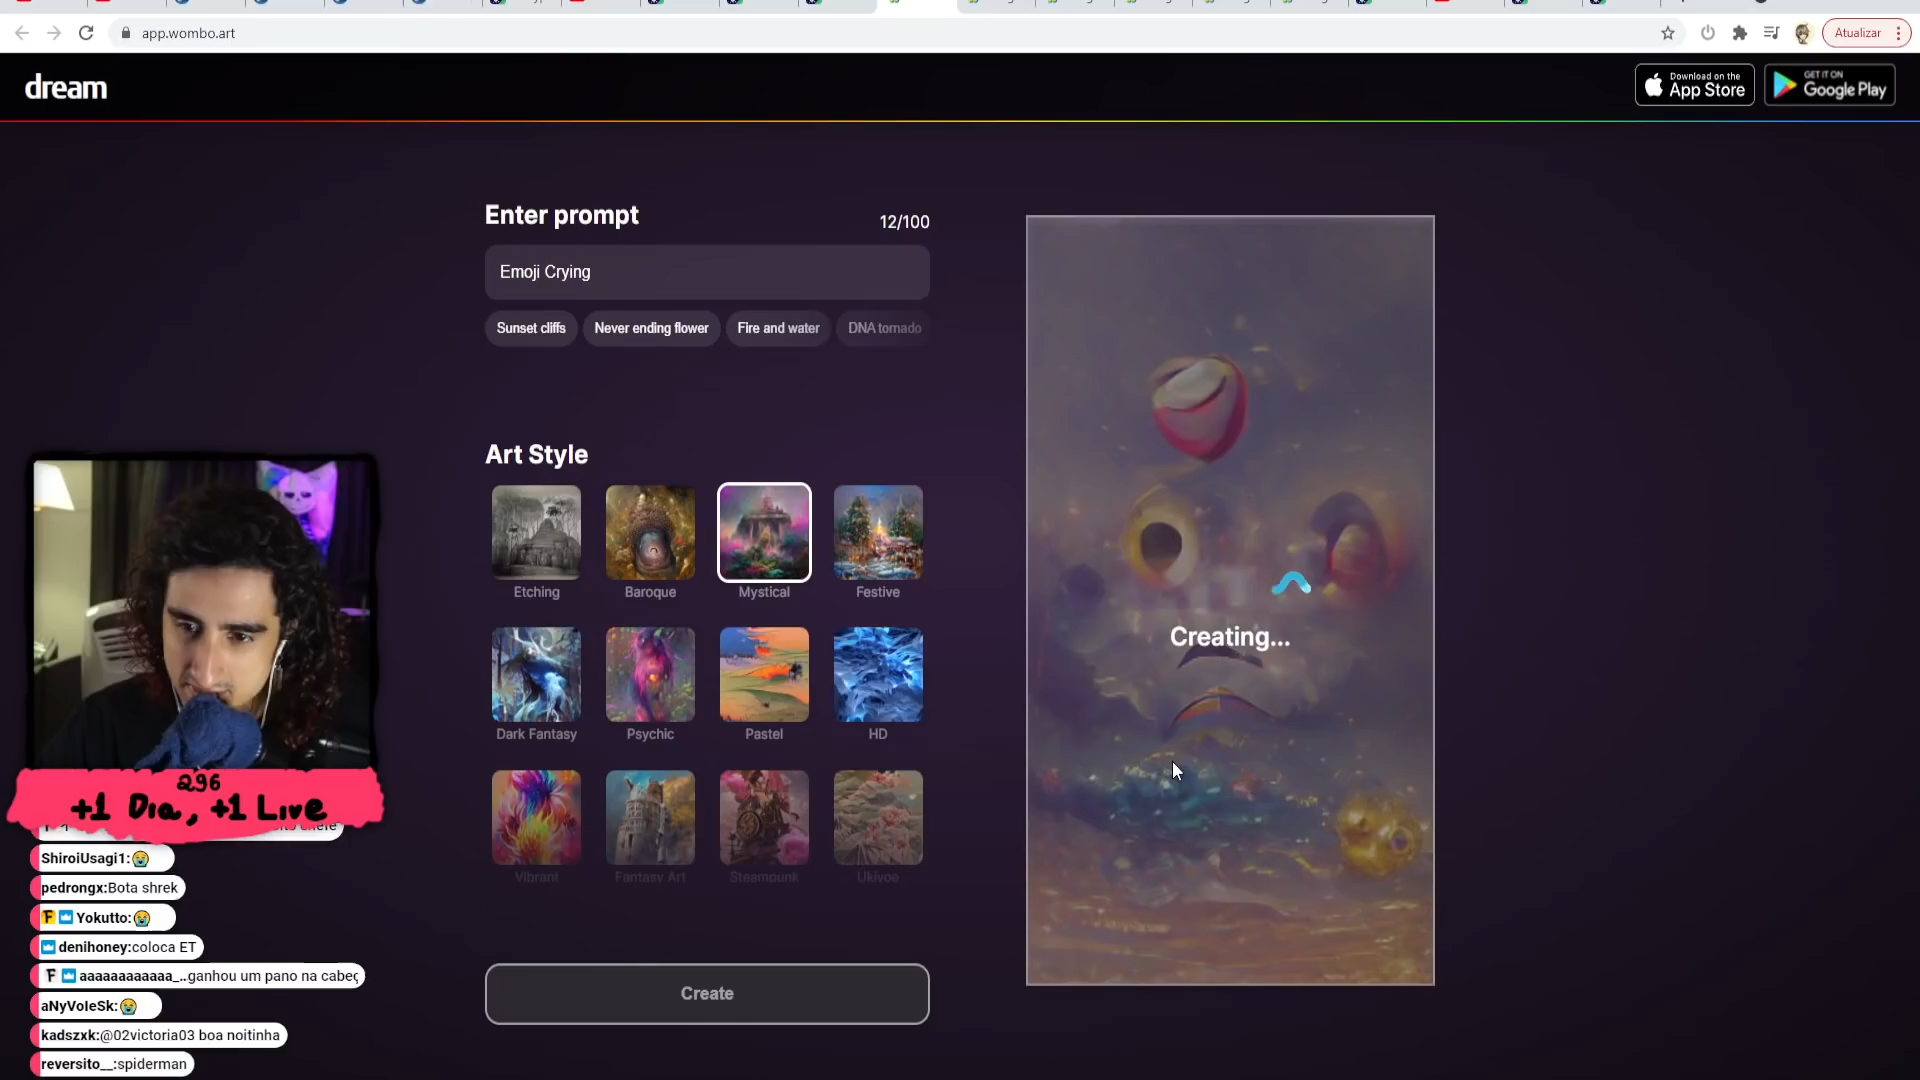 app.wombo.art
Atualizar
dream
Download on the
App Store
GET IT ON
Google Play
Enter prompt
12/100
Emoji Crying
Sunset cliffs
Never ending flower
Fire and water
DNA tornado
Art Style
Etching
Baroque
Mystical
Festive
Dark Fantasy
Psychic
Pastel
HD
Vibrant
Fantasy Art
Steampunk
Ukiyoe
Create
Creating...
296
+1 Dia, +1 Live
ShiroiUsagi1:😭
pedrongx:Bota shrek
F Yokutto:😭
denihoney:coloca ET
F aaaaaaaaaaaa_..ganhou um pano na cabeç
aNyVoIeSk:😭
kadszxk:@02victoria03 boa noitinha
reversito__:spiderman